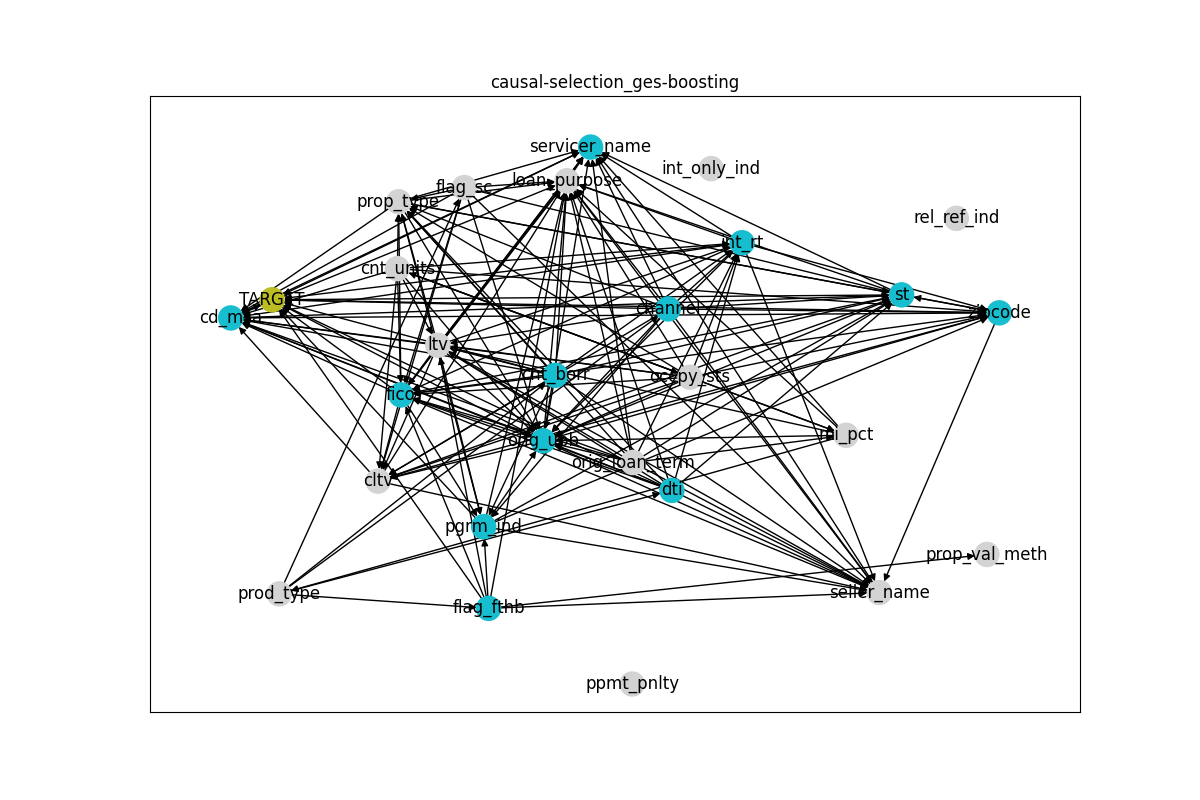 causal-selection_ges-boosting
servicer_name
int_only_ind
loan_purpose
flag_sc
prop_type
rel_ref_ind
int_rt
cnt_units
st
TARGET
channel
zipcode
cd_msa
ltv
cnt_borr
occpy_sts
fico
mi_pct
orig_upb
orig_loan_term
cltv
dti
pgrm_ind
prop_val_meth
prod_type
seller_name
flag_fthb
ppmt_pnlty